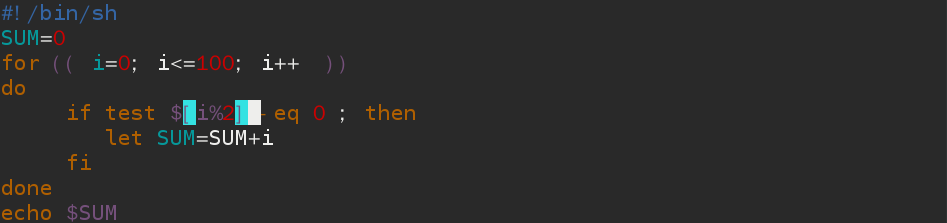 #!/bin/sh
SUM=0
for (( i=0; i<=100; i++  ))
do
     if test $[i%2] -eq 0 ; then
        let SUM=SUM+i
     fi
done
echo $SUM